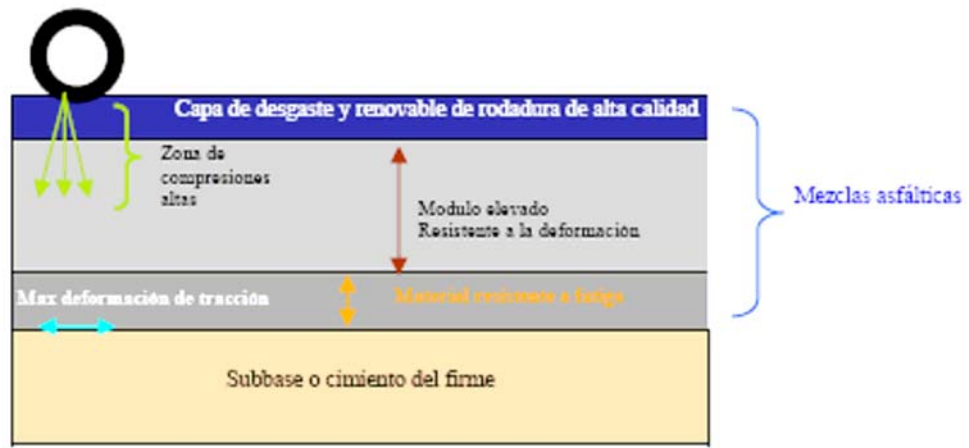 Capa de desgaste y renovable de rodadura de alta calidad
Zona de
compresiones
altas
Modulo elevado
Resistente a la deformación
Mezclas asfálticas
Max deformación de tracción
Material resistente a fatiga
Subbase o cimiento del firme